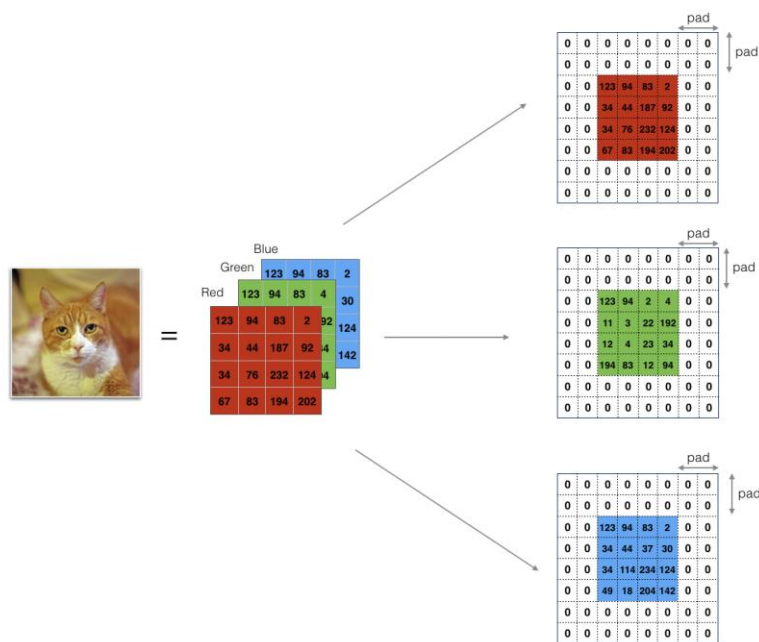 =
Blue
Green
Red
123 94 83 2
30
124
142
123 94 83 4
92
123 94 83 2
34 44 187 92
34 76 232 124
67 83 194 202
pad
pad
0 0 0 0 0 0 0 0
0 0 0 0 0 0 0 0
0 0 123 94 83 2 0 0
0 0 34 44 187 92 0 0
0 0 34 76 232 124 0 0
0 0 67 83 194 202 0 0
0 0 0 0 0 0 0 0
0 0 0 0 0 0 0 0
pad
pad
0 0 0 0 0 0 0 0
0 0 0 0 0 0 0 0
0 0 123 94 2 4 0 0
0 0 11 3 22 192 0 0
0 0 12 4 23 34 0 0
0 0 194 83 12 94 0 0
0 0 0 0 0 0 0 0
0 0 0 0 0 0 0 0
pad
pad
0 0 0 0 0 0 0 0
0 0 0 0 0 0 0 0
0 0 123 94 83 2 0 0
0 0 34 44 37 30 0 0
0 0 34 114 234 124 0 0
0 0 49 18 204 142 0 0
0 0 0 0 0 0 0 0
0 0 0 0 0 0 0 0